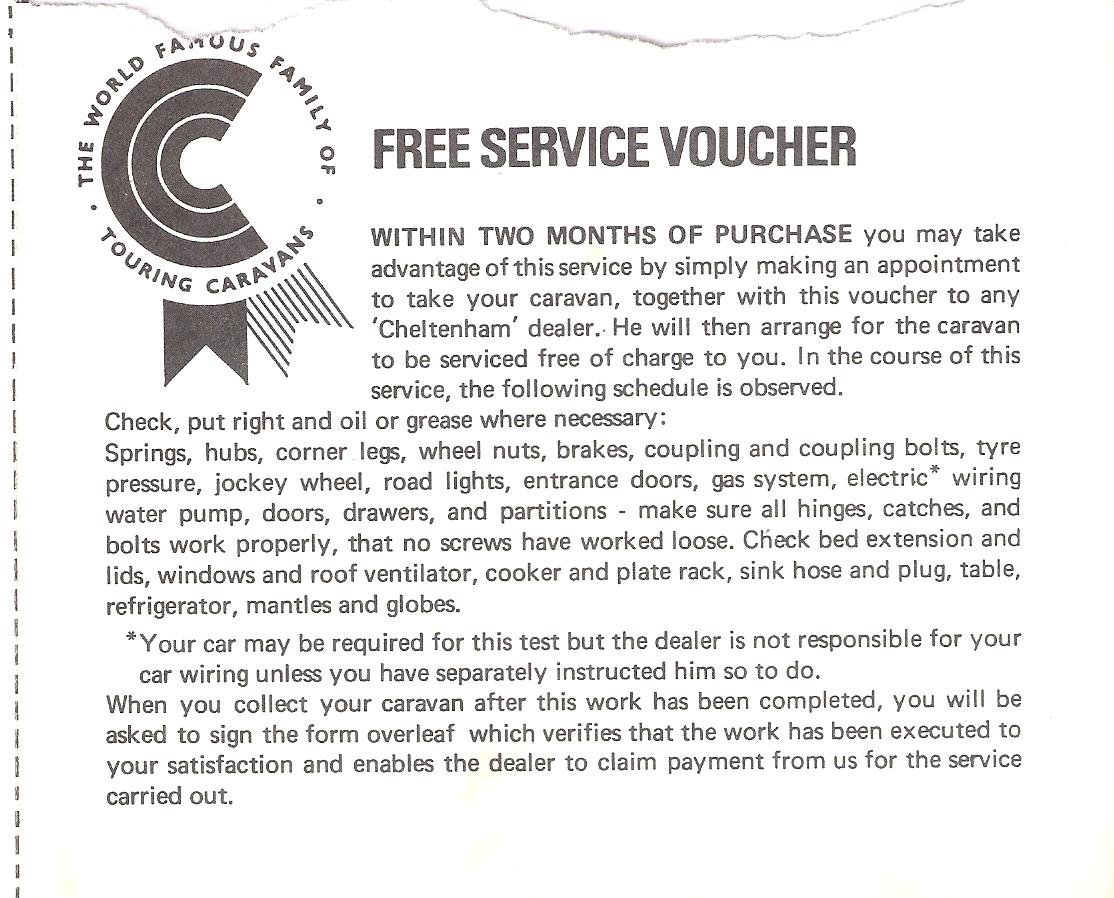 · THE WORLD FAMOUS FAMILY OF ·
TOURING CARAVANS
FREE SERVICE VOUCHER
WITHIN TWO MONTHS OF PURCHASE you may take
advantage of this service by simply making an appointment
to take your caravan, together with this voucher to any
‘Cheltenham’ dealer. He will then arrange for the caravan
to be serviced free of charge to you. In the course of this
service, the following schedule is observed.
Check, put right and oil or grease where necessary:
Springs, hubs, corner legs, wheel nuts, brakes, coupling and coupling bolts, tyre
pressure, jockey wheel, road lights, entrance doors, gas system, electric* wiring
water pump, doors, drawers, and partitions - make sure all hinges, catches, and
bolts work properly, that no screws have worked loose. Check bed extension and
lids, windows and roof ventilator, cooker and plate rack, sink hose and plug, table,
refrigerator, mantles and globes.
*Your car may be required for this test but the dealer is not responsible for your
car wiring unless you have separately instructed him so to do.
When you collect your caravan after this work has been completed, you will be
asked to sign the form overleaf which verifies that the work has been executed to
your satisfaction and enables the dealer to claim payment from us for the service
carried out.